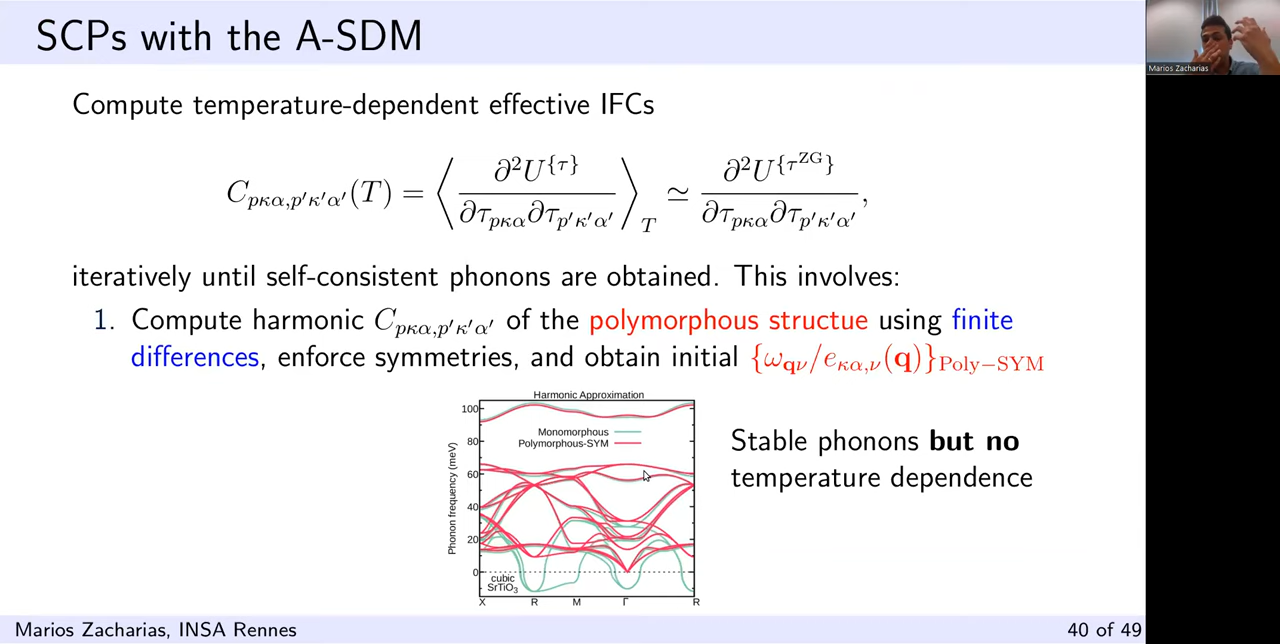 SCPs with the A-SDM
Marios Zacharias
Compute temperature-dependent effective IFCs
C_{pκα,p′κ′α′}(T) = ⟨ ∂²U^{{τ}} / ∂τ_{pκα}∂τ_{p′κ′α′} ⟩_T ≃ ∂²U^{{τ^{ZG}}} / ∂τ_{pκα}∂τ_{p′κ′α′},
iteratively until self-consistent phonons are obtained. This involves:
1. Compute harmonic C_{pκα,p′κ′α′} of the polymorphous structue using finite
differences, enforce symmetries, and obtain initial {ω_{qν}/e_{κα,ν}(q)}_{Poly−SYM}
Harmonic Approximation
Monomorphous
Polymorphous-SYM
Phonon frequency (meV)
100
80
60
40
20
0
cubic
SrTiO₃
X R M Γ R
Stable phonons but no
temperature dependence
Marios Zacharias, INSA Rennes
40 of 49